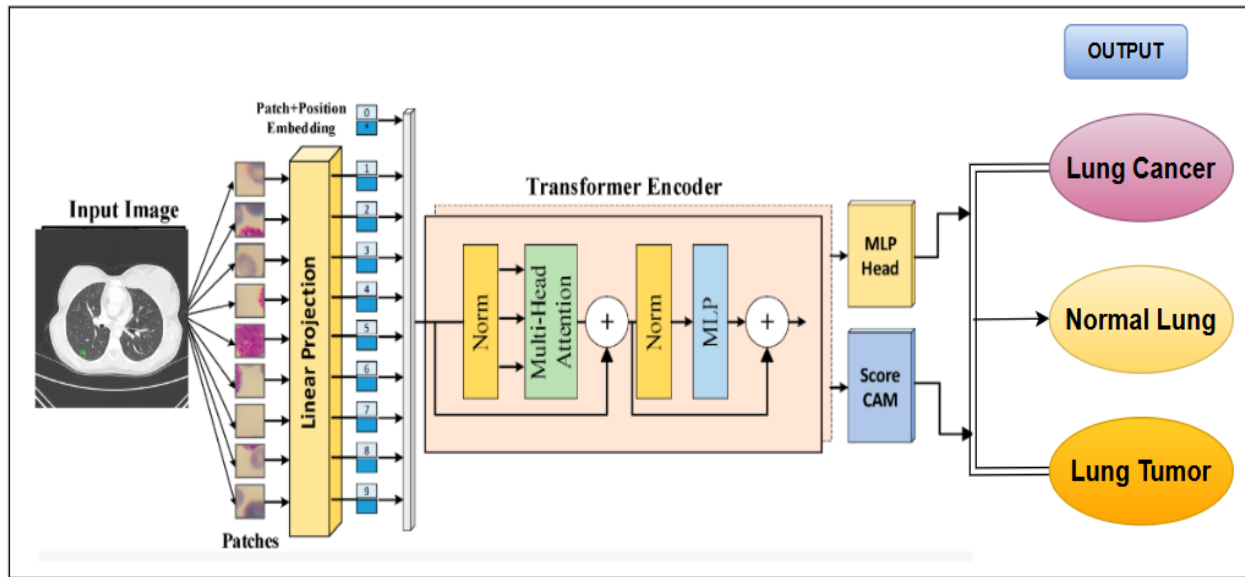 OUTPUT
Patch+Position
Embedding
0
*
1
2
3
4
5
6
7
8
9
Input Image
Patches
Linear Projection
Transformer Encoder
Norm
Multi-Head
Attention
+
Norm
MLP
+
MLP
Head
Score
CAM
Lung Cancer
Normal Lung
Lung Tumor